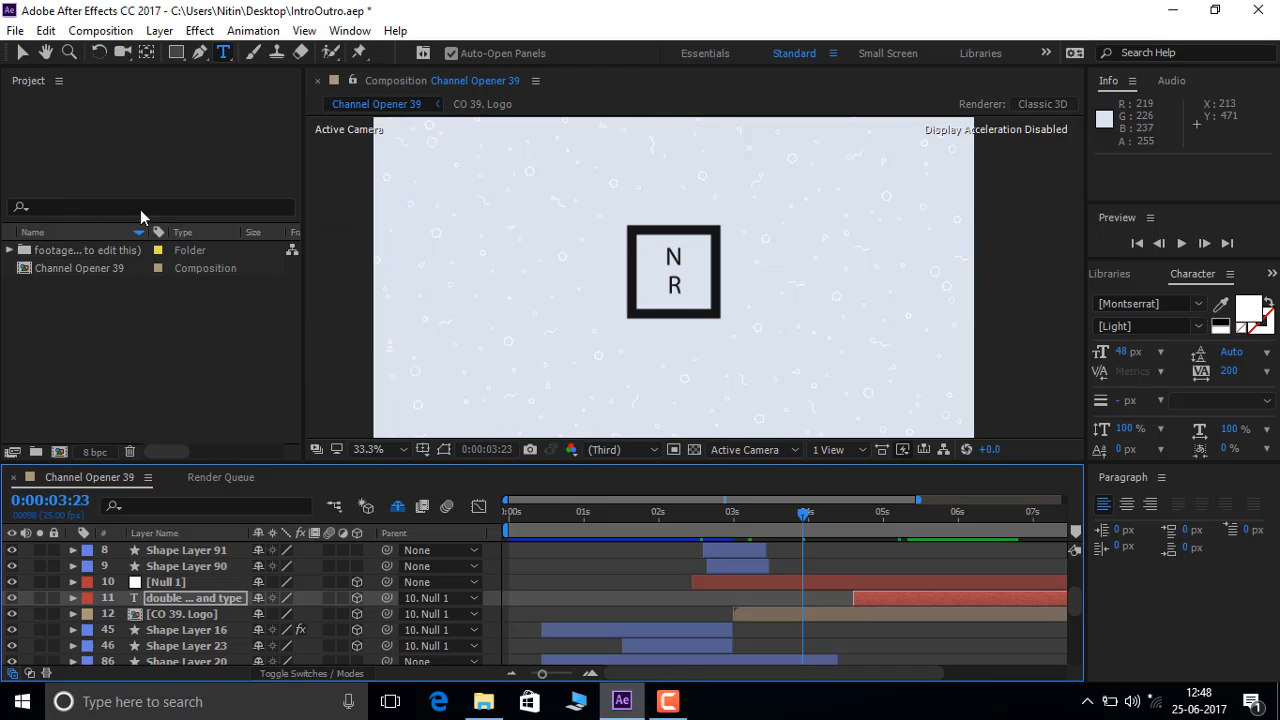 Adobe After Effects CC 2017 - C:\Users\Nitin\Desktop\IntroOutro.aep *
File Edit Composition Layer Effect Animation View Window Help
Auto-Open Panels Essentials Standard Small Screen Libraries Search Help
Project
Composition Channel Opener 39
Info Audio
Channel Opener 39 CO 39. Logo Renderer: Classic 3D
R: 219 X: 213
G: 226 Y: 471
B: 237
A: 255
Active Camera Display Acceleration Disabled
N
R
Name Type Size Fra
footage... to edit this) Folder
Channel Opener 39 Composition
Preview
Libraries Character
[Montserrat]
[Light]
48 px Auto
Metrics 200
- px
100 % 100 %
0 px 0 %
8 bpc
33.3% 0:00:03:23 (Third) Active Camera 1 View +0.0
Channel Opener 39 Render Queue
Paragraph
0:00:03:23
00098 (25.00 fps)
0:00s 01s 02s 03s 04s 05s 06s 07s
# Layer Name Parent
0 px 0 px 0 px
0 px 0 px
8 Shape Layer 91 None
9 Shape Layer 90 None
10 [Null 1] None
11 T double ... and type 10. Null 1
12 [CO 39. Logo] 10. Null 1
45 Shape Layer 16 fx 10. Null 1
46 Shape Layer 23 10. Null 1
86 Shape Layer 20 10. Null 1
Toggle Switches / Modes
Type here to search
12:48
25-06-2017